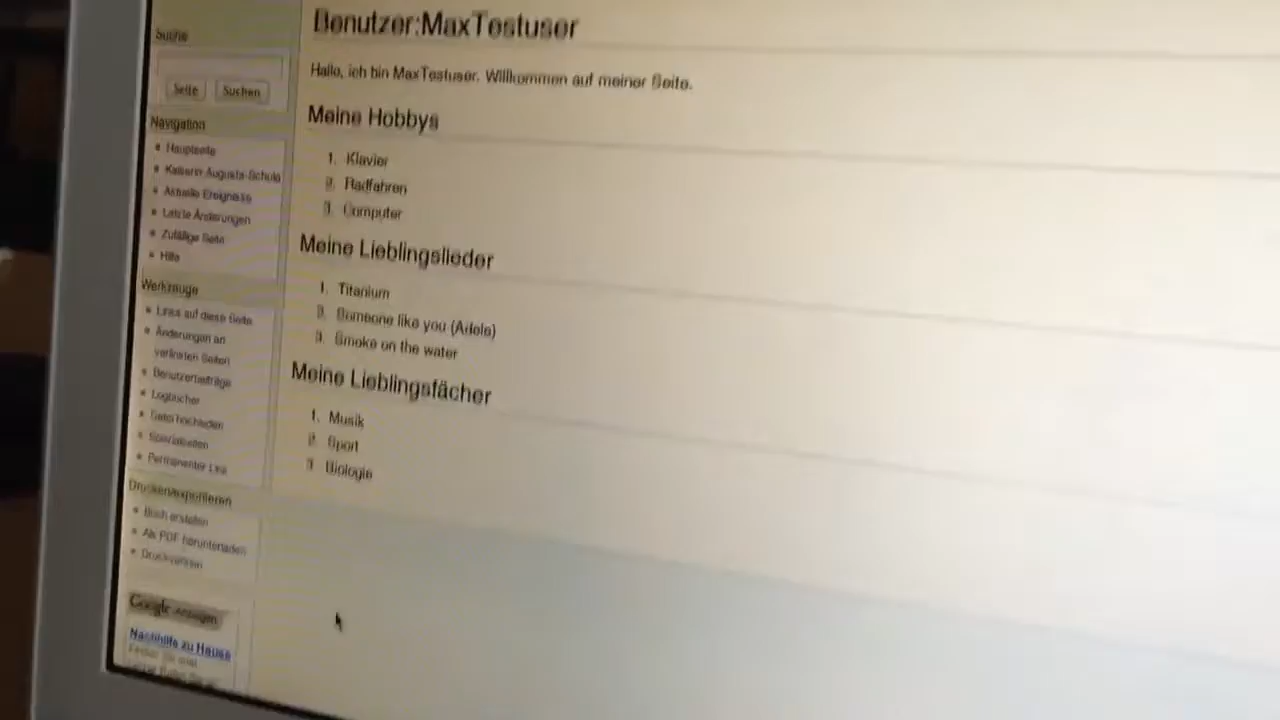 Suche
Seite Suchen
Navigation
Hauptseite
Kaiserin-Augusta-Schule
Aktuelle Ereignisse
Letzte Änderungen
Zufällige Seite
Hilfe
Werkzeuge
Links auf diese Seite
Änderungen an
verlinkten Seiten
Benutzerbeiträge
Logbücher
Datei hochladen
Spezialseiten
Permanenter Link
Drucken/exportieren
Buch erstellen
Als PDF herunterladen
Druckversion
Google-Anzeigen
Nachhilfe zu Hause
Benutzer:MaxTestuser
Hallo, ich bin MaxTestuser. Willkommen auf meiner Seite.
Meine Hobbys
1. Klavier
2. Radfahren
3. Computer
Meine Lieblingslieder
1. Titanium
2. Someone like you (Adele)
3. Smoke on the water
Meine Lieblingsfächer
1. Musik
2. Sport
3. Biologie